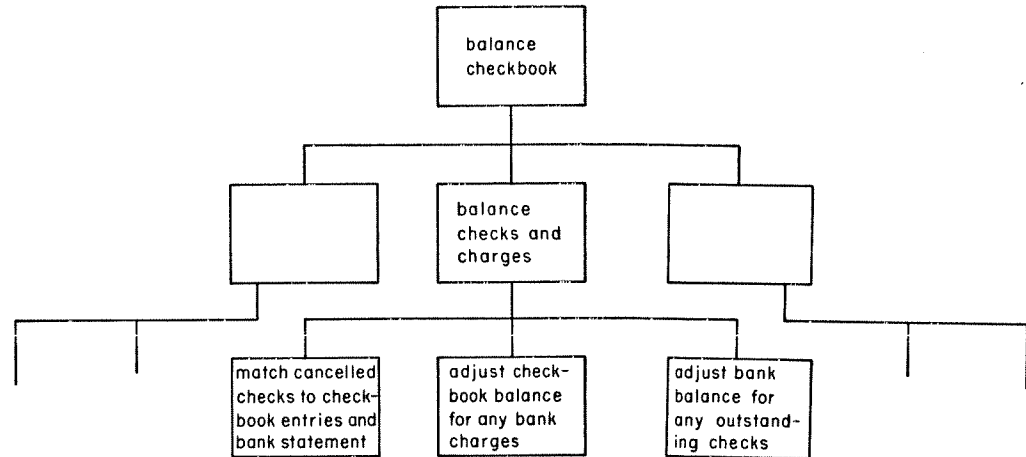 balance
checkbook
balance
checks and
charges
match cancelled
checks to check-
book entries and
bank statement
adjust check-
book balance
for any bank
charges
adjust bank
balance for
any outstand-
ing checks